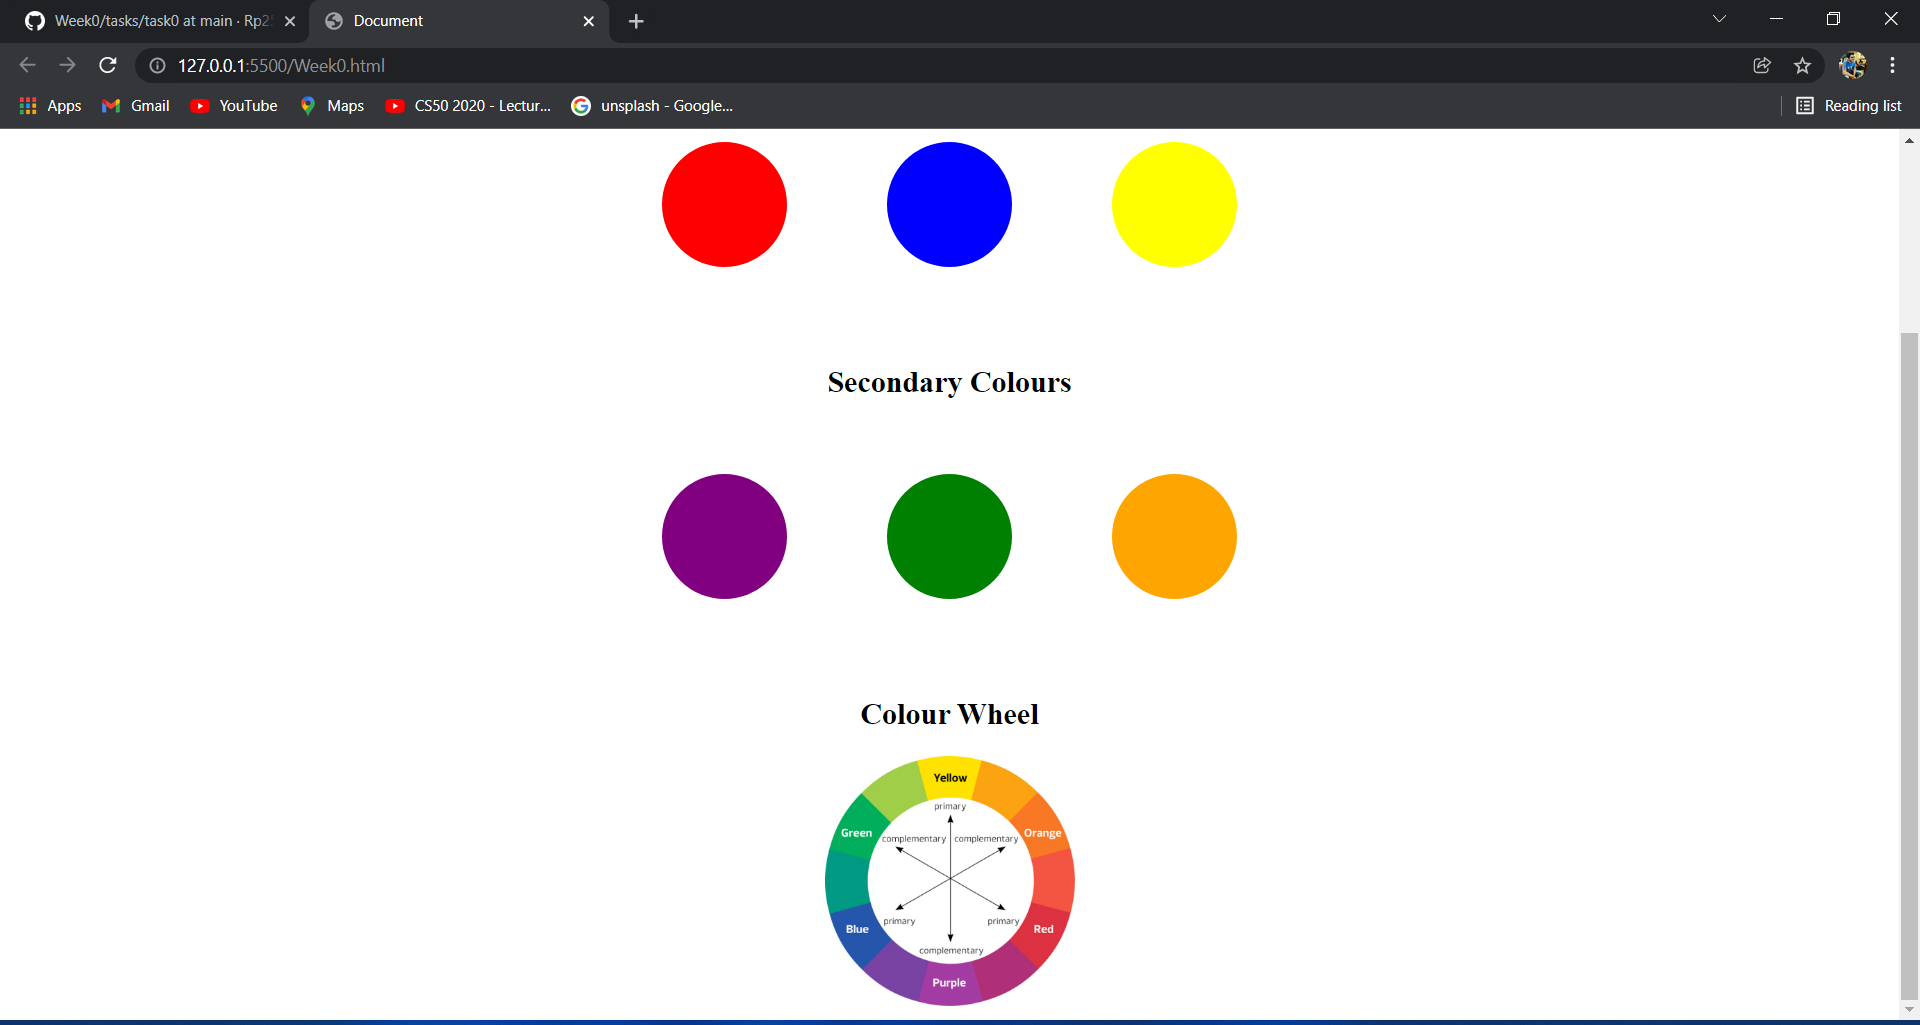 Week0/tasks/task0 at main · Rp2
Document
127.0.0.1:5500/Week0.html
Apps
Gmail
YouTube
Maps
CS50 2020 - Lectur...
unsplash - Google...
Reading list
Secondary Colours
Colour Wheel
Yellow
primary
Green
complementary
complementary
Orange
primary
primary
Blue
Red
complementary
Purple